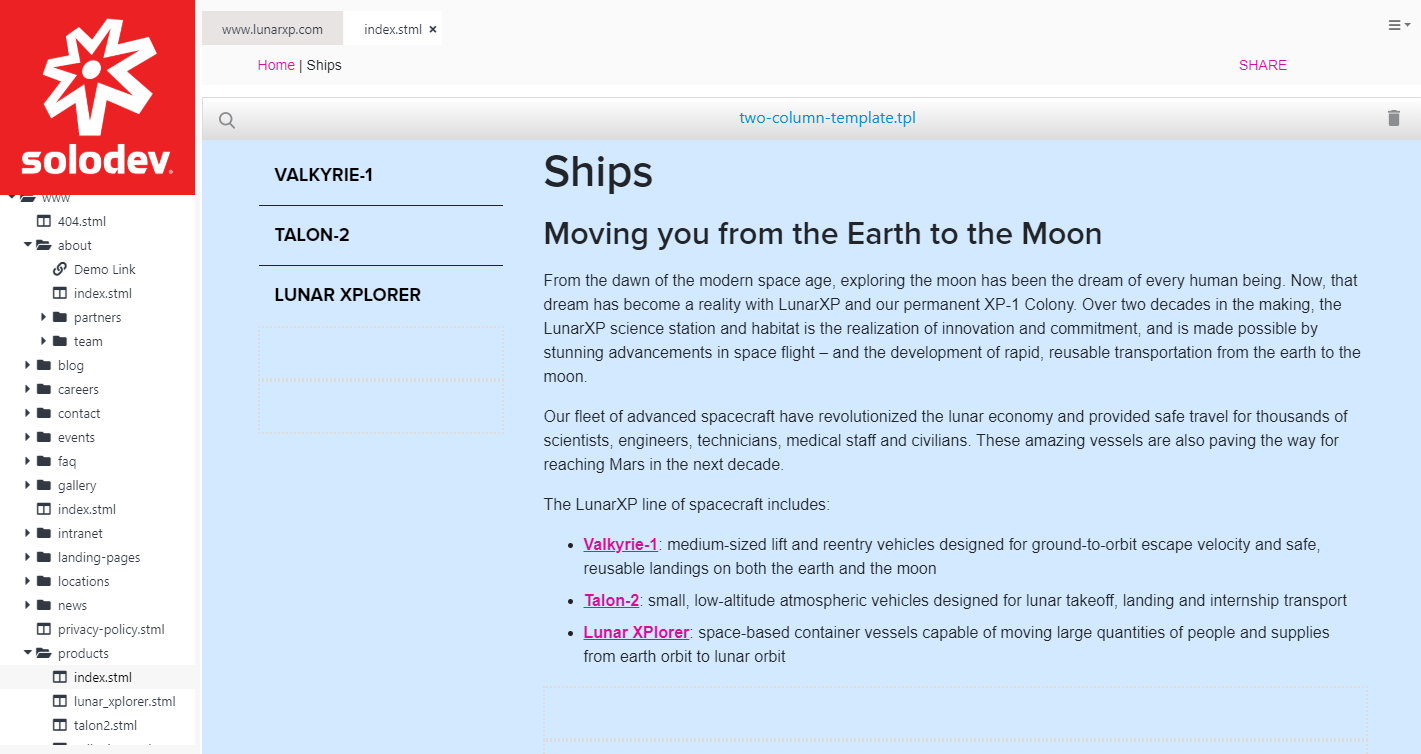 solodev
www
404.stml
about
Demo Link
index.stml
partners
team
blog
careers
contact
events
faq
gallery
index.stml
intranet
landing-pages
locations
news
privacy-policy.stml
products
index.stml
lunar_xplorer.stml
talon2.stml
www.lunarxp.com
index.stml ×
Home | Ships
SHARE
two-column-template.tpl
VALKYRIE-1
TALON-2
LUNAR XPLORER
Ships
Moving you from the Earth to the Moon
From the dawn of the modern space age, exploring the moon has been the dream of every human being. Now, that
dream has become a reality with LunarXP and our permanent XP-1 Colony. Over two decades in the making, the
LunarXP science station and habitat is the realization of innovation and commitment, and is made possible by
stunning advancements in space flight – and the development of rapid, reusable transportation from the earth to the
moon.
Our fleet of advanced spacecraft have revolutionized the lunar economy and provided safe travel for thousands of
scientists, engineers, technicians, medical staff and civilians. These amazing vessels are also paving the way for
reaching Mars in the next decade.
The LunarXP line of spacecraft includes:
• Valkyrie-1: medium-sized lift and reentry vehicles designed for ground-to-orbit escape velocity and safe,
reusable landings on both the earth and the moon
• Talon-2: small, low-altitude atmospheric vehicles designed for lunar takeoff, landing and internship transport
• Lunar XPlorer: space-based container vessels capable of moving large quantities of people and supplies
from earth orbit to lunar orbit